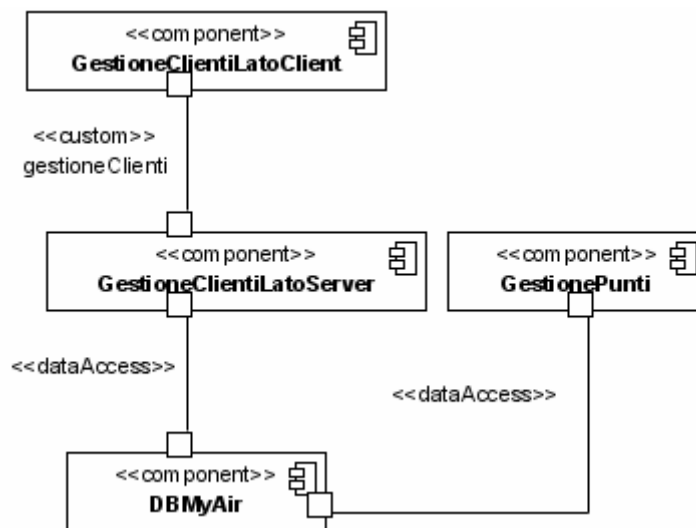 <<component>>
GestioneClientiLatoClient
<<custom>>
gestioneClienti
<<component>>
GestioneClientiLatoServer
<<component>>
GestionePunti
<<dataAccess>>
<<dataAccess>>
<<component>>
DBMyAir